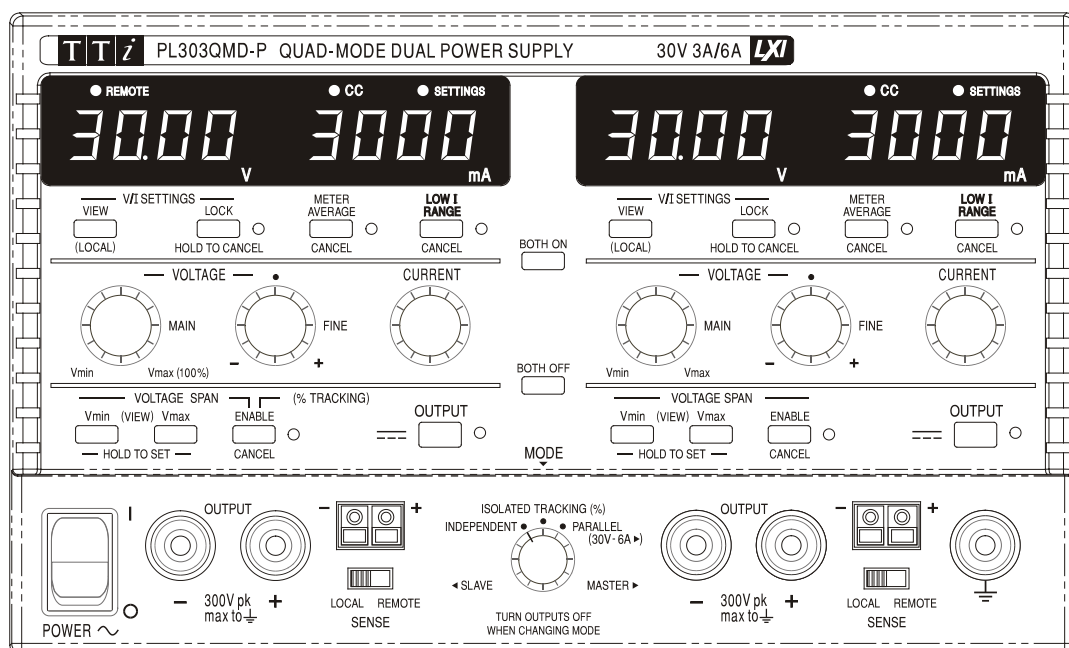 TTi PL303QMD-P QUAD-MODE DUAL POWER SUPPLY 30V 3A/6A LXI
REMOTE CC SETTINGS
30.00 3000
V mA
CC SETTINGS
30.00 3000
V mA
V/I SETTINGS
VIEW LOCK METER AVERAGE LOW I RANGE
(LOCAL) HOLD TO CANCEL CANCEL CANCEL
BOTH ON
V/I SETTINGS
VIEW LOCK METER AVERAGE LOW I RANGE
(LOCAL) HOLD TO CANCEL CANCEL CANCEL
VOLTAGE CURRENT
MAIN FINE
Vmin Vmax (100%) - +
BOTH OFF
VOLTAGE CURRENT
MAIN FINE
Vmin Vmax - +
VOLTAGE SPAN (% TRACKING)
Vmin (VIEW) Vmax ENABLE OUTPUT
HOLD TO SET CANCEL
MODE
VOLTAGE SPAN
Vmin (VIEW) Vmax ENABLE OUTPUT
HOLD TO SET CANCEL
I
O
POWER
OUTPUT - +
- 300V pk +
max to
LOCAL REMOTE
SENSE
ISOLATED TRACKING (%)
INDEPENDENT PARALLEL
(30V - 6A ▶)
◀ SLAVE MASTER ▶
TURN OUTPUTS OFF
WHEN CHANGING MODE
OUTPUT - +
- 300V pk +
max to
LOCAL REMOTE
SENSE